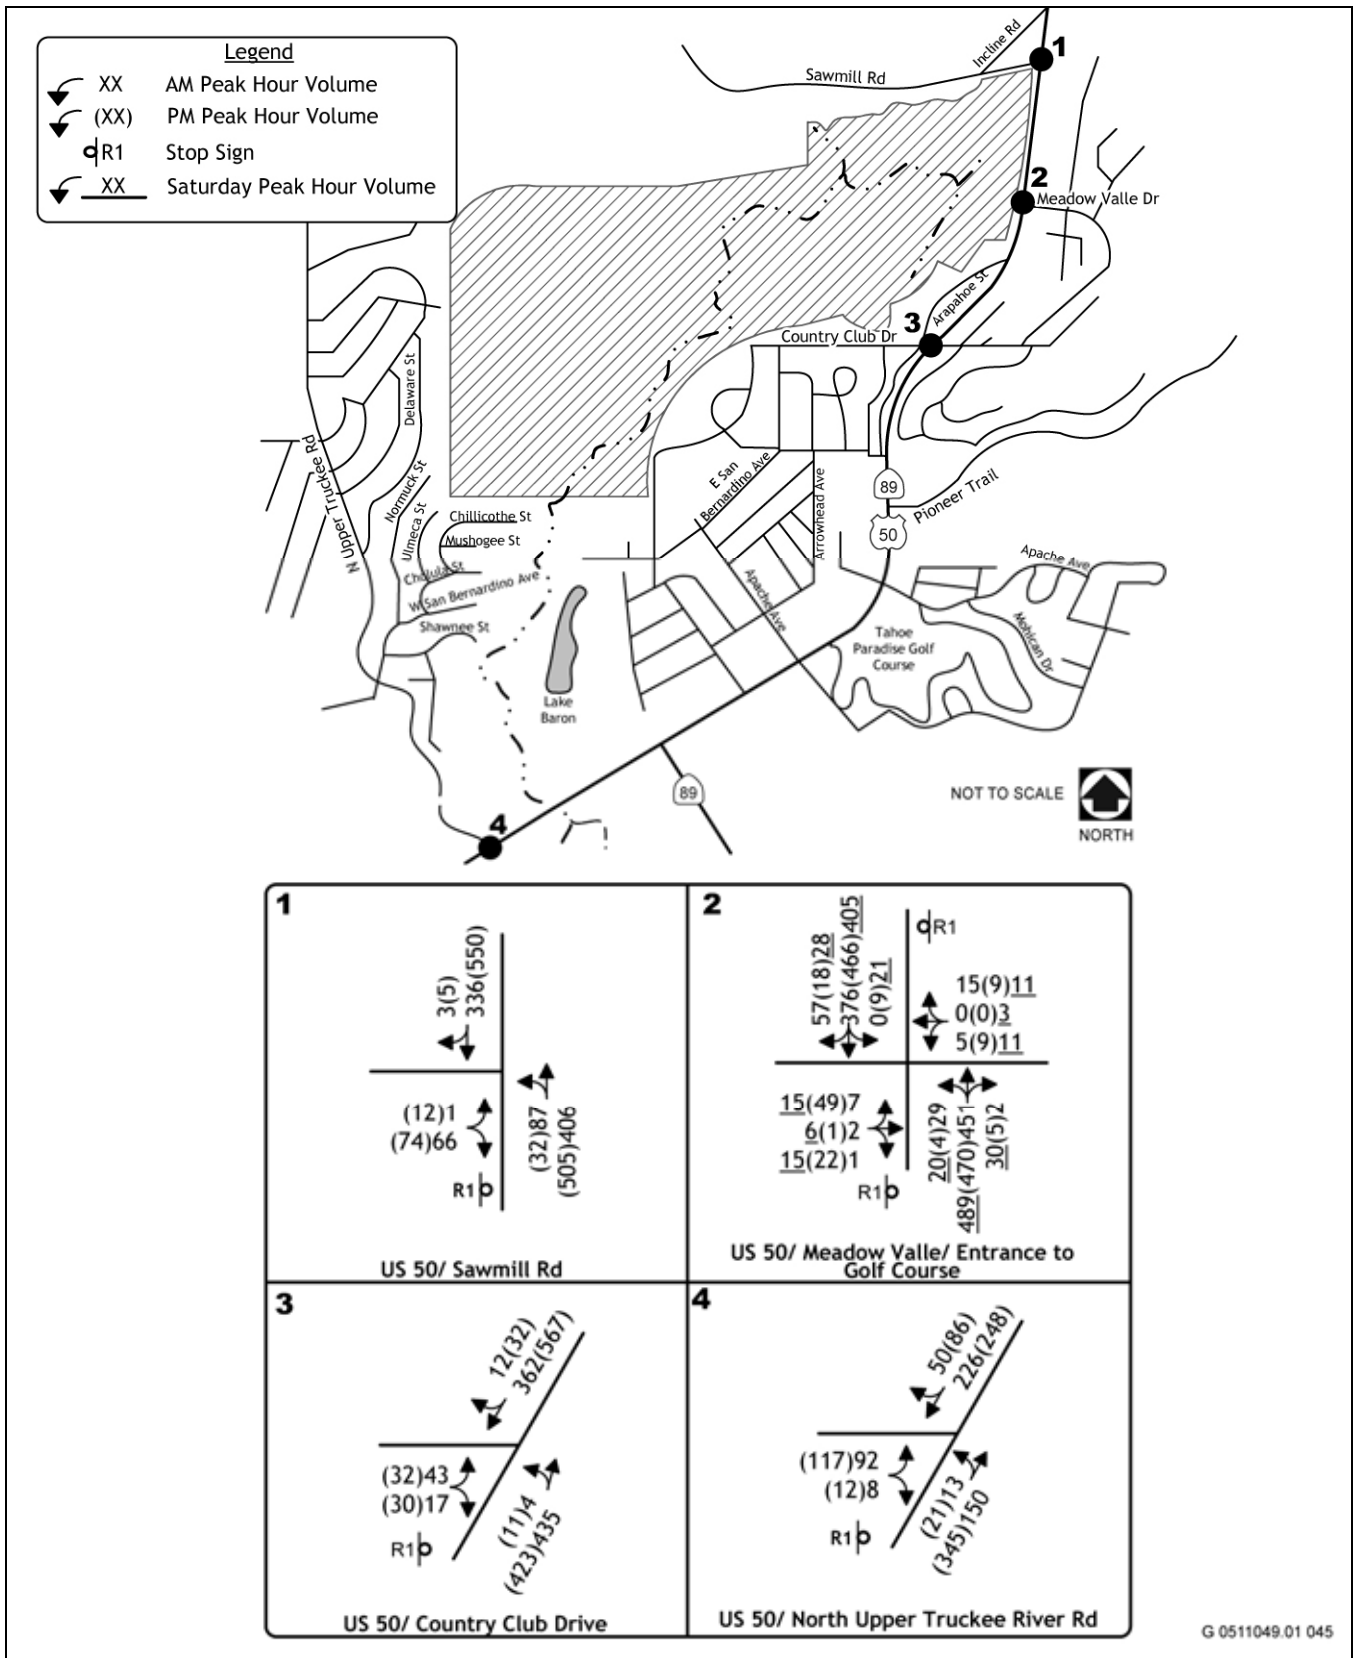 Legend
XX AM Peak Hour Volume
(XX) PM Peak Hour Volume
R1 Stop Sign
XX Saturday Peak Hour Volume
Incline Rd
1
Sawmill Rd
2
Meadow Valle Dr
Arapahoe St
3
Country Club Dr
Delaware St
N Upper Truckee Rd
Normuck St
Ulmeca St
Chillicothe St
Mushogee St
Cholula St
W San Bernardino Ave
Shawnee St
E San
Bernardino Ave
Arrowhead Ave
Apache Ave
89
Pioneer Trail
50
Apache Ave
Mohican Dr
Tahoe
Paradise Golf
Course
Lake
Baron
89
4
NOT TO SCALE
NORTH
1
3(5)
336(550)
(12)1
(74)66
(32)87
(505)406
R1
US 50/ Sawmill Rd
2
57(18)28
376(466)405
0(9)21
R1
15(9)11
0(0)3
5(9)11
15(49)7
6(1)2
15(22)1
20(4)29
489(470)451
30(5)2
R1
US 50/ Meadow Valle/ Entrance to
Golf Course
3
12(32)
362(567)
(32)43
(30)17
(11)4
(423)435
R1
US 50/ Country Club Drive
4
50(86)
226(248)
(117)92
(12)8
(21)13
(345)150
R1
US 50/ North Upper Truckee River Rd
G 0511049.01 045